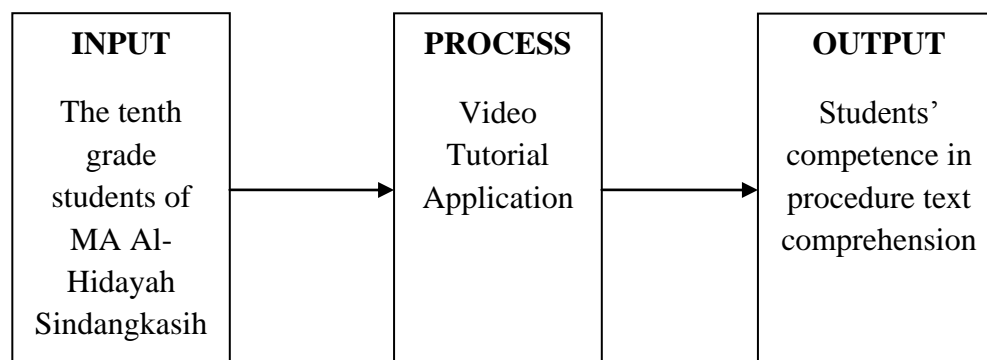 INPUT
The tenth
grade
students of
MA Al-
Hidayah
Sindangkasih
PROCESS
Video
Tutorial
Application
OUTPUT
Students’
competence in
procedure text
comprehension